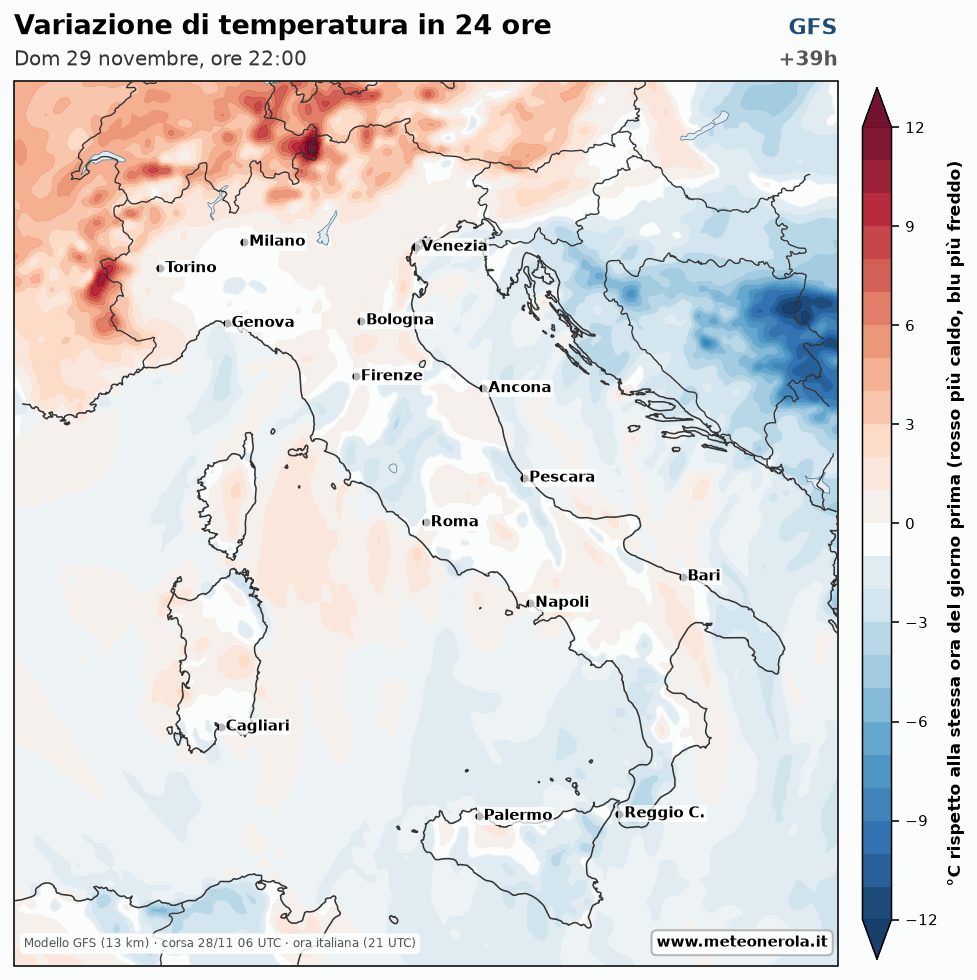 Variazione di temperatura in 24 ore
GFS
Dom 29 novembre, ore 22:00
+39h
Milano
Venezia
Torino
Genova
Bologna
Firenze
Ancona
Pescara
Roma
Bari
Napoli
Cagliari
Palermo
Reggio C.
12
9
6
3
0
−3
−6
−9
−12
°C rispetto alla stessa ora del giorno prima (rosso più caldo, blu più freddo)
Modello GFS (13 km) · corsa 28/11 06 UTC · ora italiana (21 UTC)
www.meteonerola.it